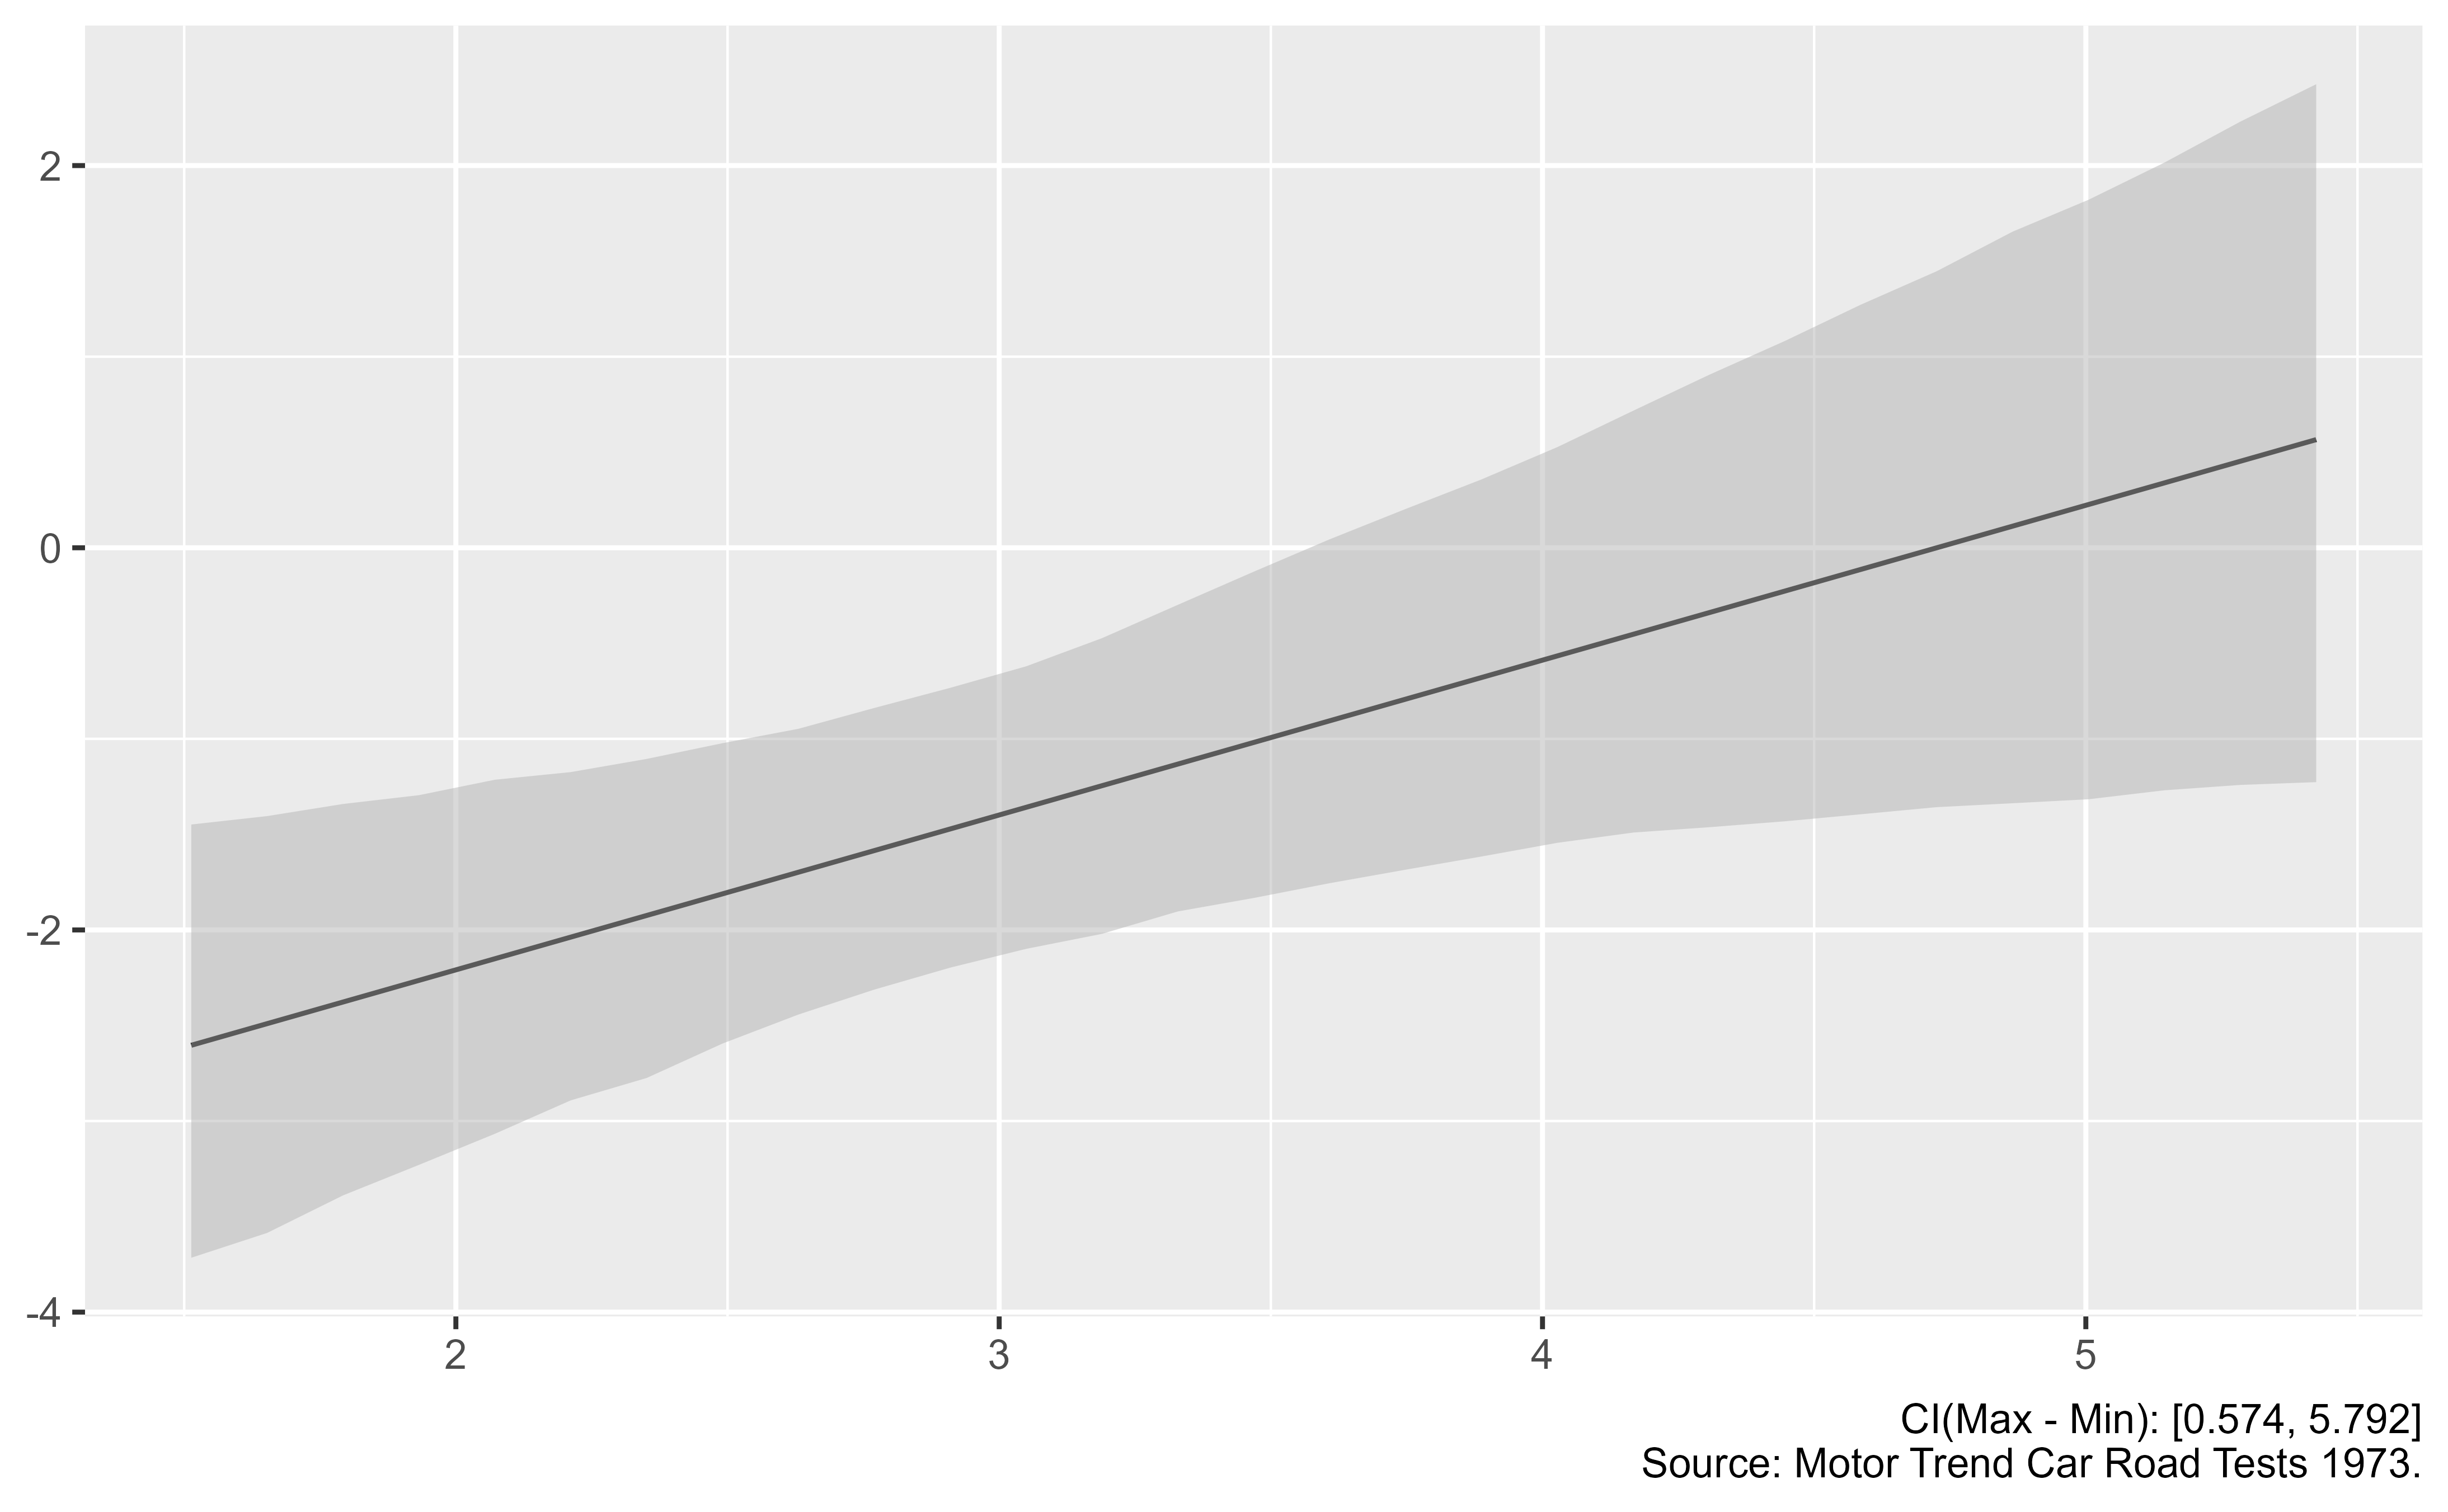 2
0
-2
-4
2 3 4 5
CI(Max - Min): [0.574, 5.792]
Source: Motor Trend Car Road Tests 1973.